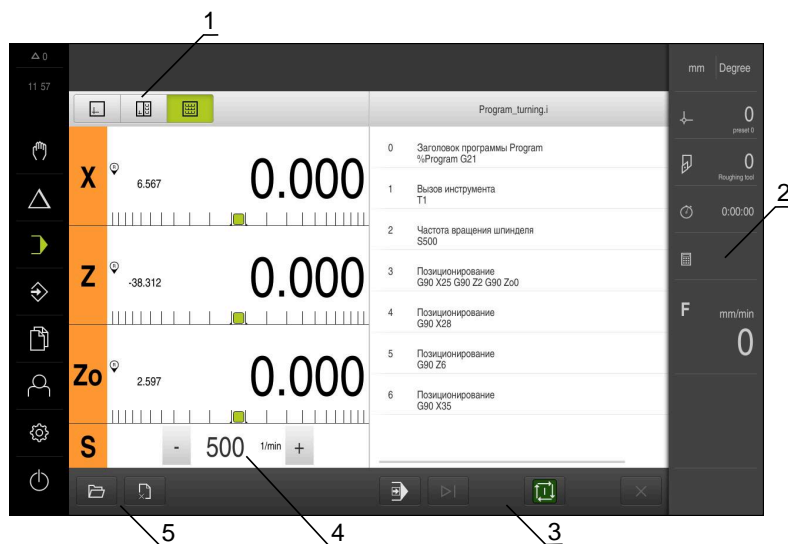 1
0
11 57
mm Degree
Program_turning.i
0
preset 0
0
Roughing tool
0:00:00
2
F mm/min
0
X R 6.567 0.000
Z R -38.312 0.000
Zo R 2.597 0.000
S - 500 1/min +
0 Заголовок программы Program
%Program G21
1 Вызов инструмента
T1
2 Частота вращения шпинделя
S500
3 Позиционирование
G90 X25 G90 Z2 G90 Zo0
4 Позиционирование
G90 X28
5 Позиционирование
G90 Z6
6 Позиционирование
G90 X35
5
4
3